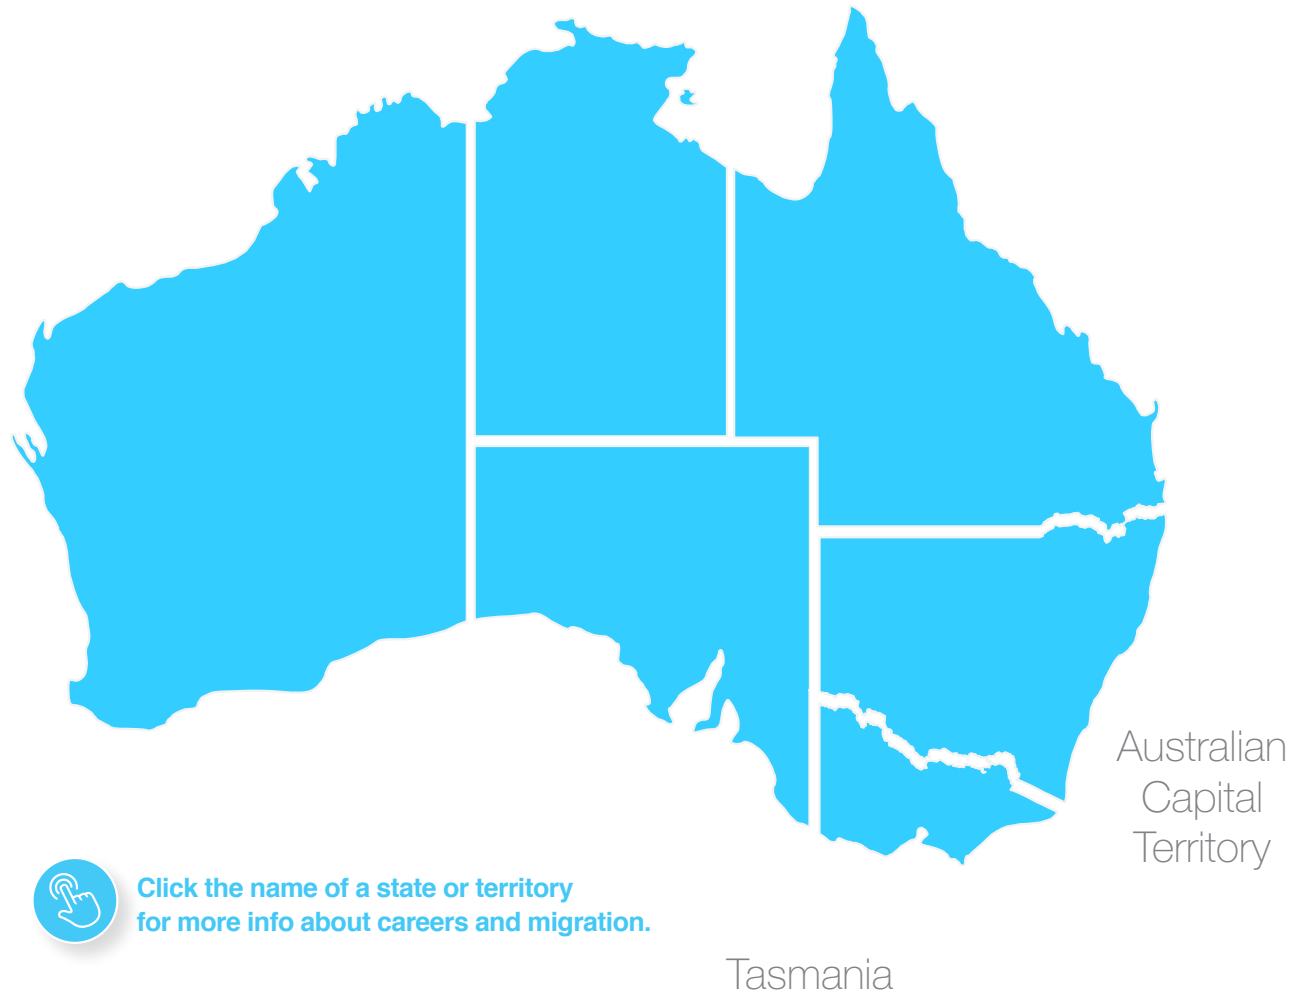 Australian
Capital
Territory
Click the name of a state or territory
for more info about careers and migration.
Tasmania